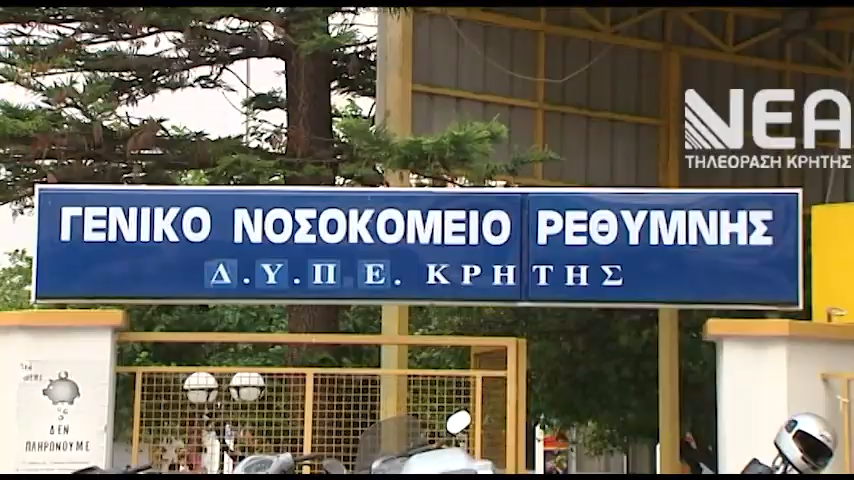 ΝΕΑ
ΤΗΛΕΟΡΑΣΗ ΚΡΗΤΗΣ
ΓΕΝΙΚΟ ΝΟΣΟΚΟΜΕΙΟ ΡΕΘΥΜΝΗΣ
Δ.Υ.Π.Ε. ΚΡΗΤΗΣ
ΔΕΝ
ΠΛΗΡΩΝΟΥΜΕ